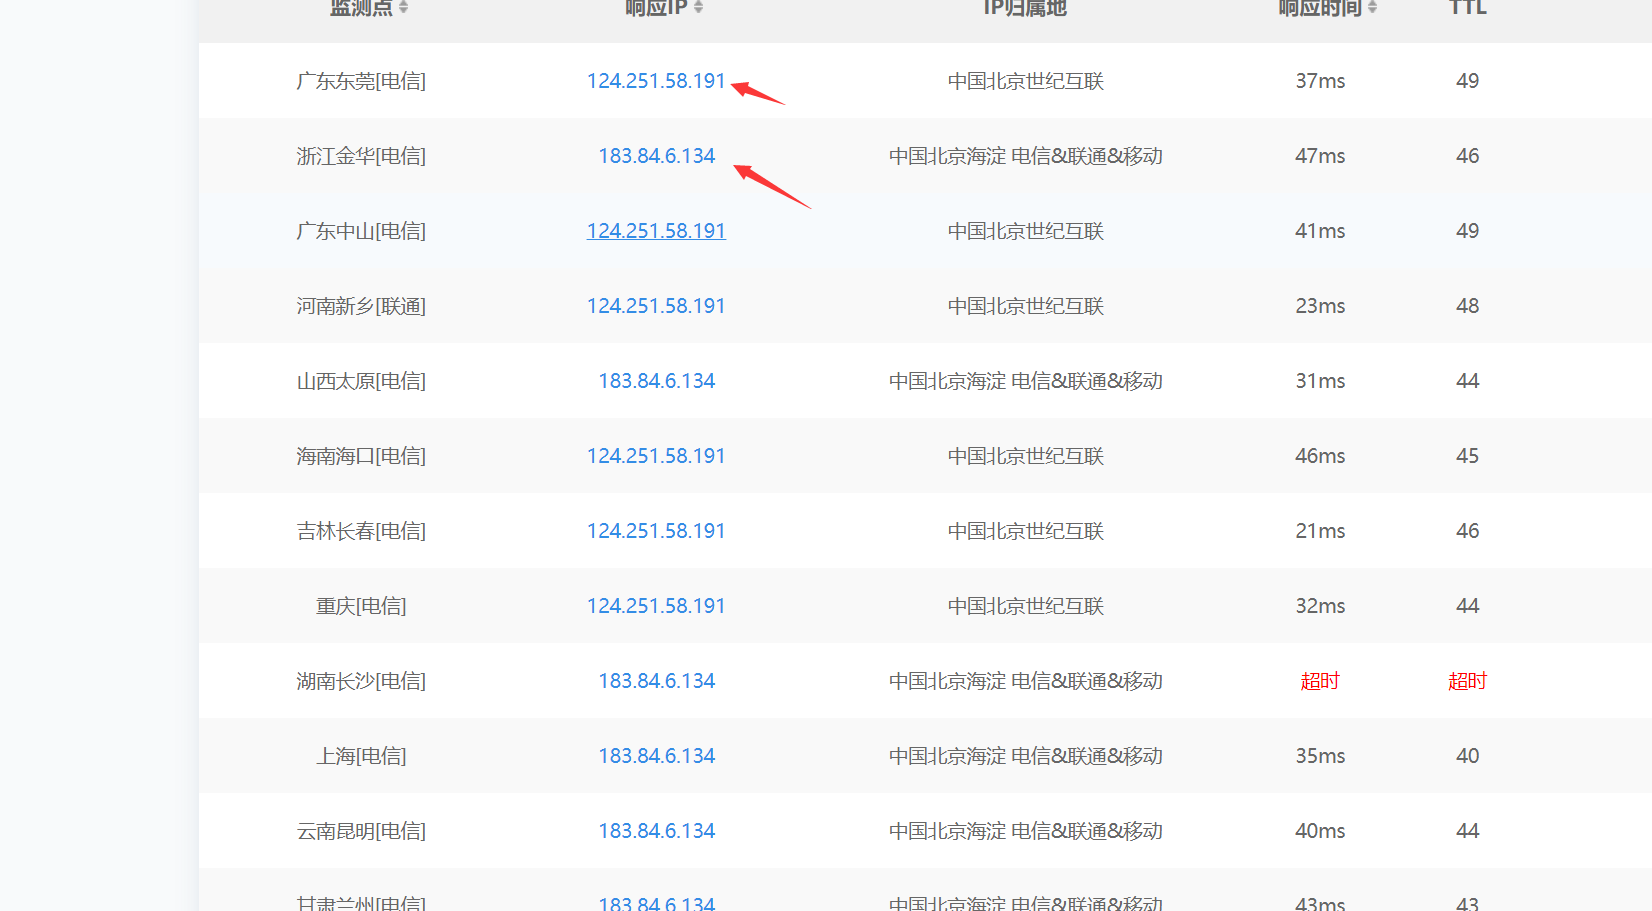 监测点 响应IP IP归属地 响应时间 TTL
广东东莞[电信] 124.251.58.191 中国北京世纪互联 37ms 49
浙江金华[电信] 183.84.6.134 中国北京海淀 电信&联通&移动 47ms 46
广东中山[电信] 124.251.58.191 中国北京世纪互联 41ms 49
河南新乡[联通] 124.251.58.191 中国北京世纪互联 23ms 48
山西太原[电信] 183.84.6.134 中国北京海淀 电信&联通&移动 31ms 44
海南海口[电信] 124.251.58.191 中国北京世纪互联 46ms 45
吉林长春[电信] 124.251.58.191 中国北京世纪互联 21ms 46
重庆[电信] 124.251.58.191 中国北京世纪互联 32ms 44
湖南长沙[电信] 183.84.6.134 中国北京海淀 电信&联通&移动 超时 超时
上海[电信] 183.84.6.134 中国北京海淀 电信&联通&移动 35ms 40
云南昆明[电信] 183.84.6.134 中国北京海淀 电信&联通&移动 40ms 44
甘肃兰州[电信] 183.84.6.134 中国北京海淀 电信&联通&移动 43ms 43